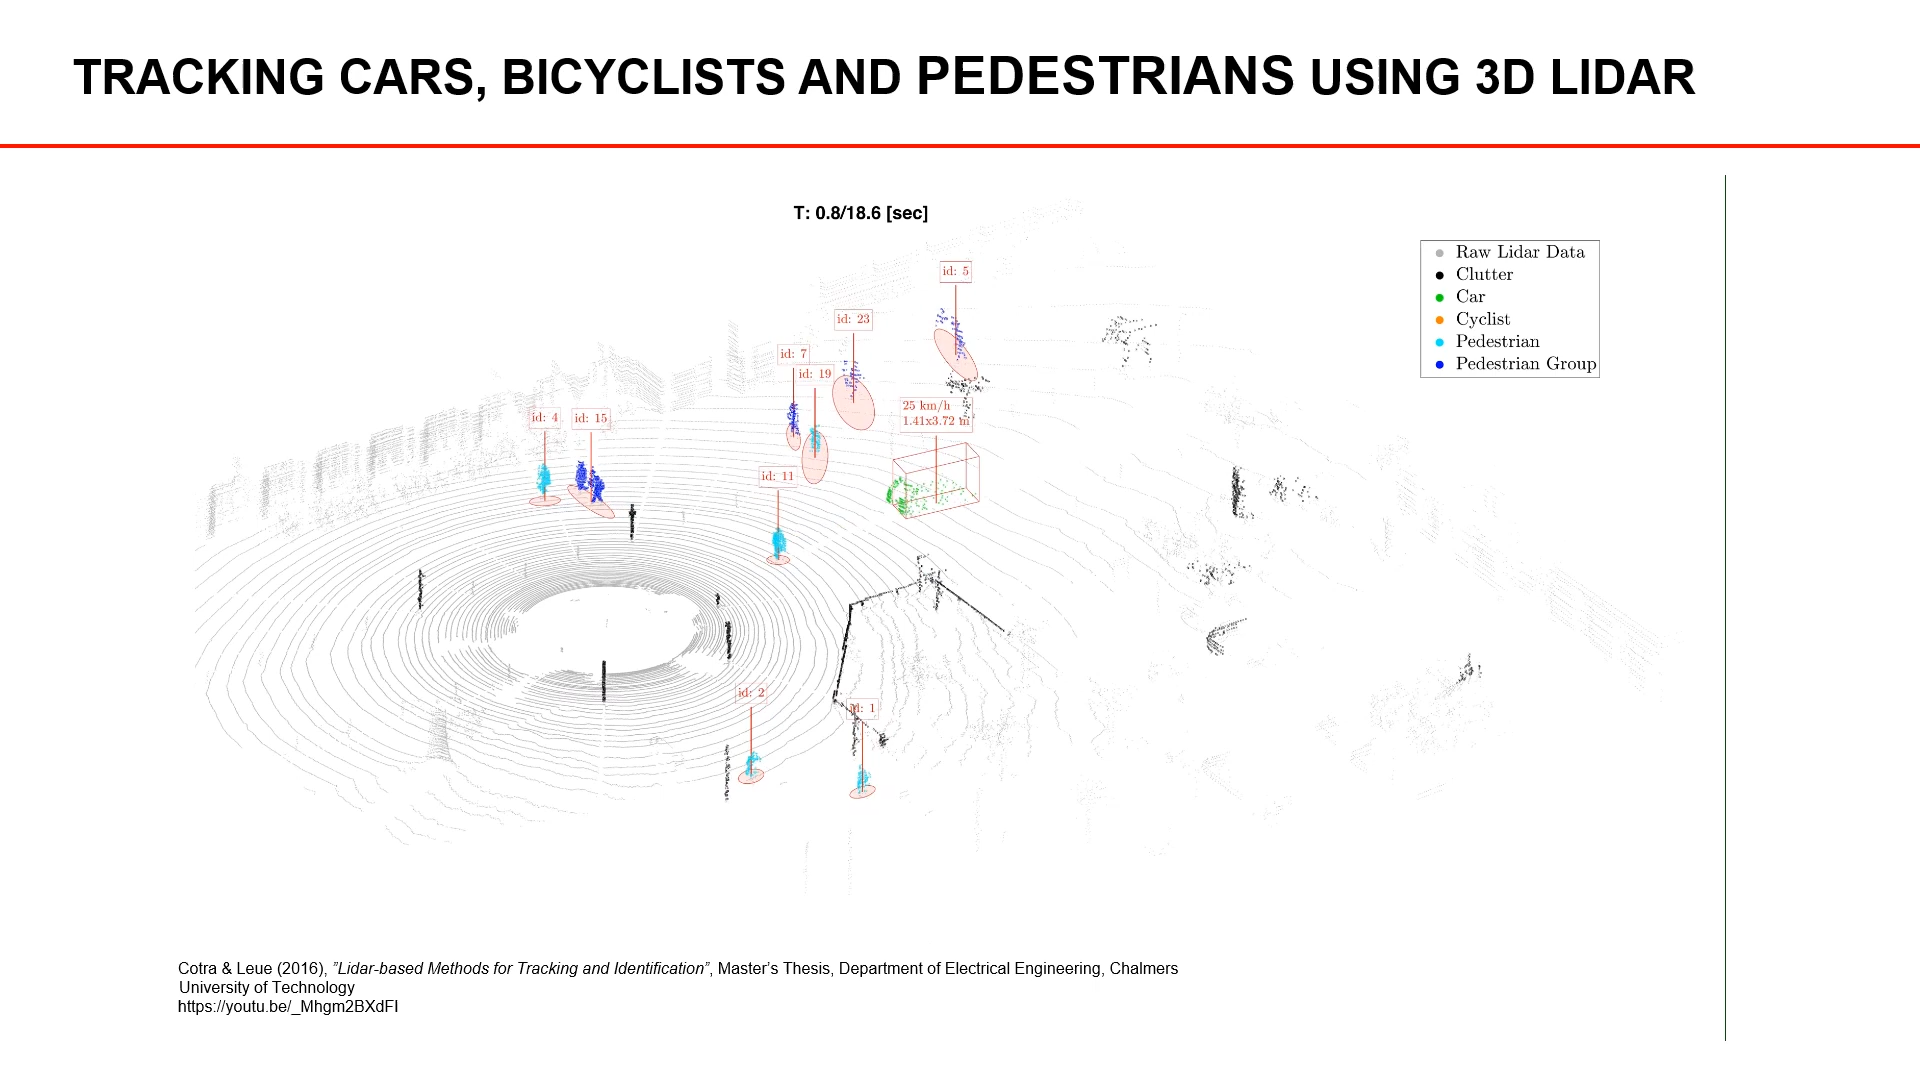 TRACKING CARS, BICYCLISTS AND PEDESTRIANS USING 3D LIDAR
T: 0.8/18.6 [sec]
Raw Lidar Data
Clutter
Car
Cyclist
Pedestrian
Pedestrian Group
id: 5
id: 23
id: 7
id: 19
25 km/h
1.41x3.72 m
id: 4
id: 15
id: 11
id: 2
id: 1
Cotra & Leue (2016), ”Lidar-based Methods for Tracking and Identification”, Master’s Thesis, Department of Electrical Engineering, Chalmers
University of Technology
https://youtu.be/_Mhgm2BXdFI